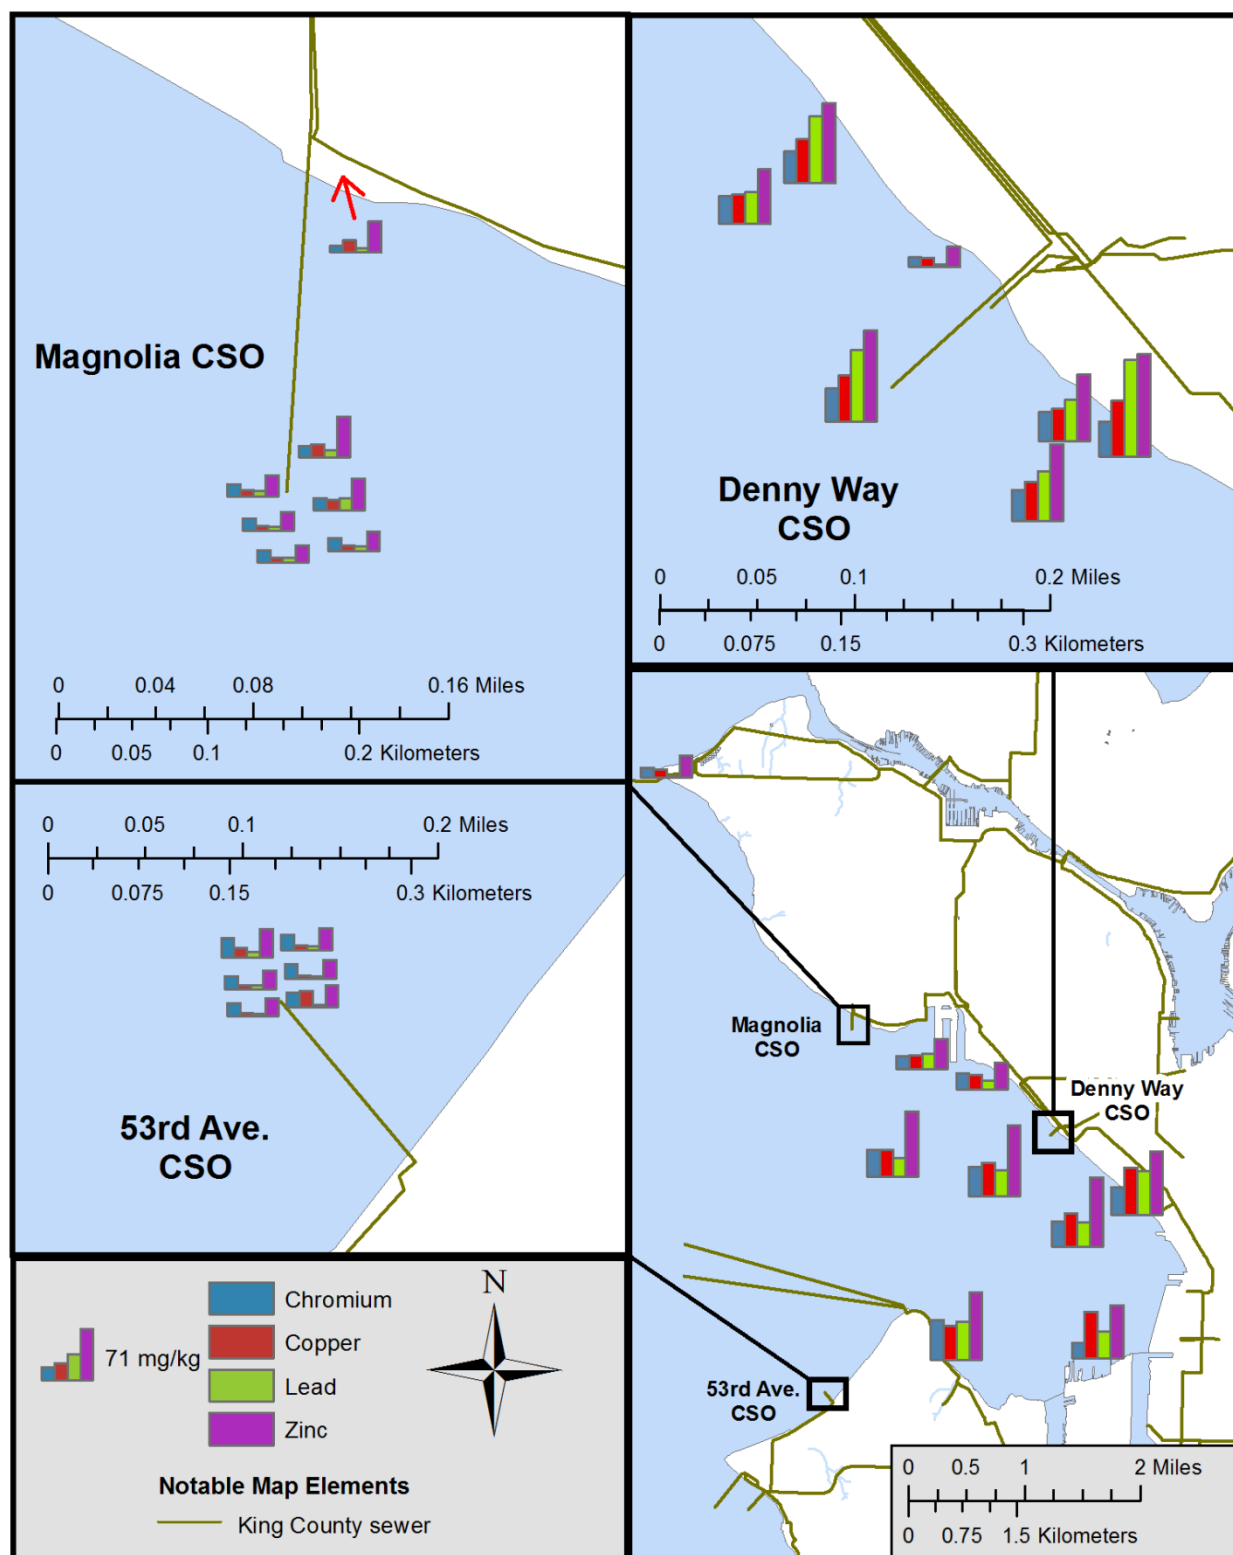 Magnolia CSO
0 0.04 0.08 0.16 Miles
0 0.05 0.1 0.2 Kilometers
Denny Way
CSO
0 0.05 0.1 0.2 Miles
0 0.075 0.15 0.3 Kilometers
0 0.05 0.1 0.2 Miles
0 0.075 0.15 0.3 Kilometers
53rd Ave.
CSO
Magnolia
CSO
Denny Way
CSO
53rd Ave.
CSO
0 0.5 1 2 Miles
0 0.75 1.5 Kilometers
71 mg/kg
Chromium
Copper
Lead
Zinc
N
Notable Map Elements
King County sewer